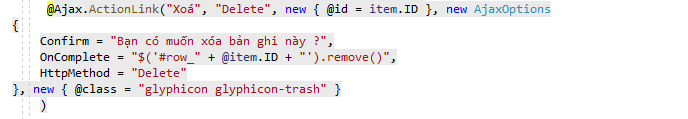 @Ajax.ActionLink("Xoá", "Delete", new { @id = item.ID }, new AjaxOptions
{
Confirm = "Bạn có muốn xóa bản ghi này ?",
OnComplete = "$('#row_" + @item.ID + "').remove()",
HttpMethod = "Delete"
}, new { @class = "glyphicon glyphicon-trash" }
)